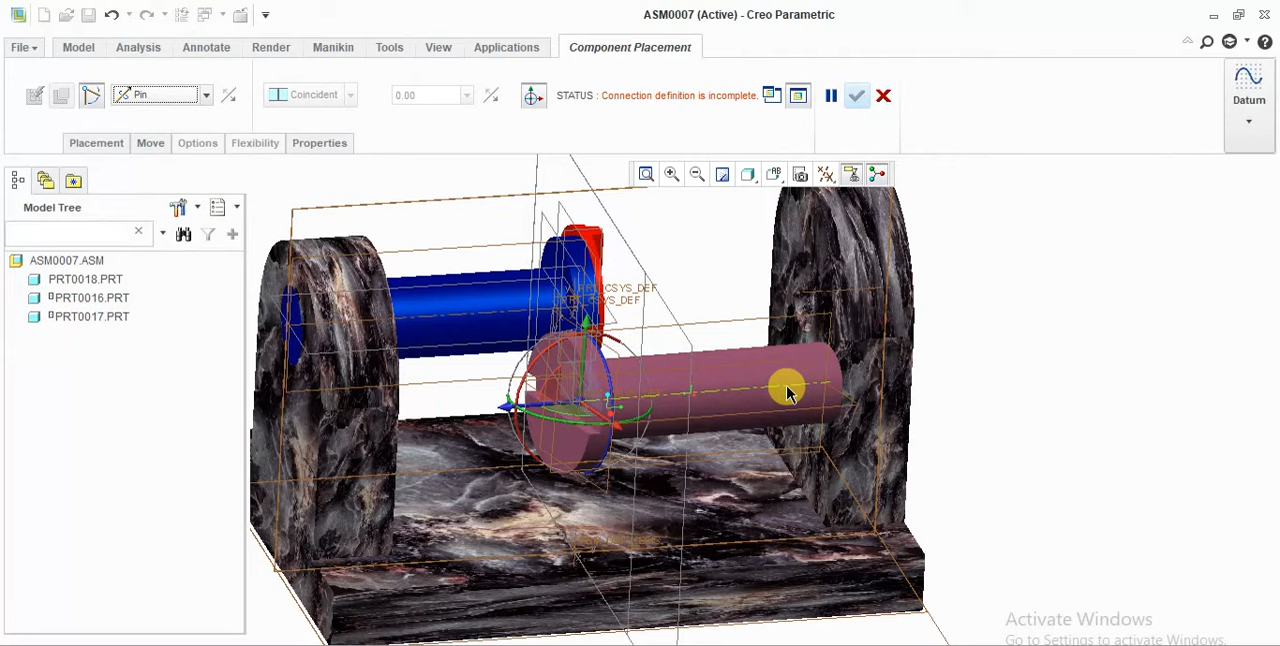 ASM0007 (Active) - Creo Parametric
File Model Analysis Annotate Render Manikin Tools View Applications Component Placement
Pin Coincident 0.00 STATUS : Connection definition is incomplete. Datum
Placement Move Options Flexibility Properties
Model Tree
ASM0007.ASM
PRT0018.PRT
PRT0016.PRT
PRT0017.PRT
Activate Windows
Go to Settings to activate Windows.